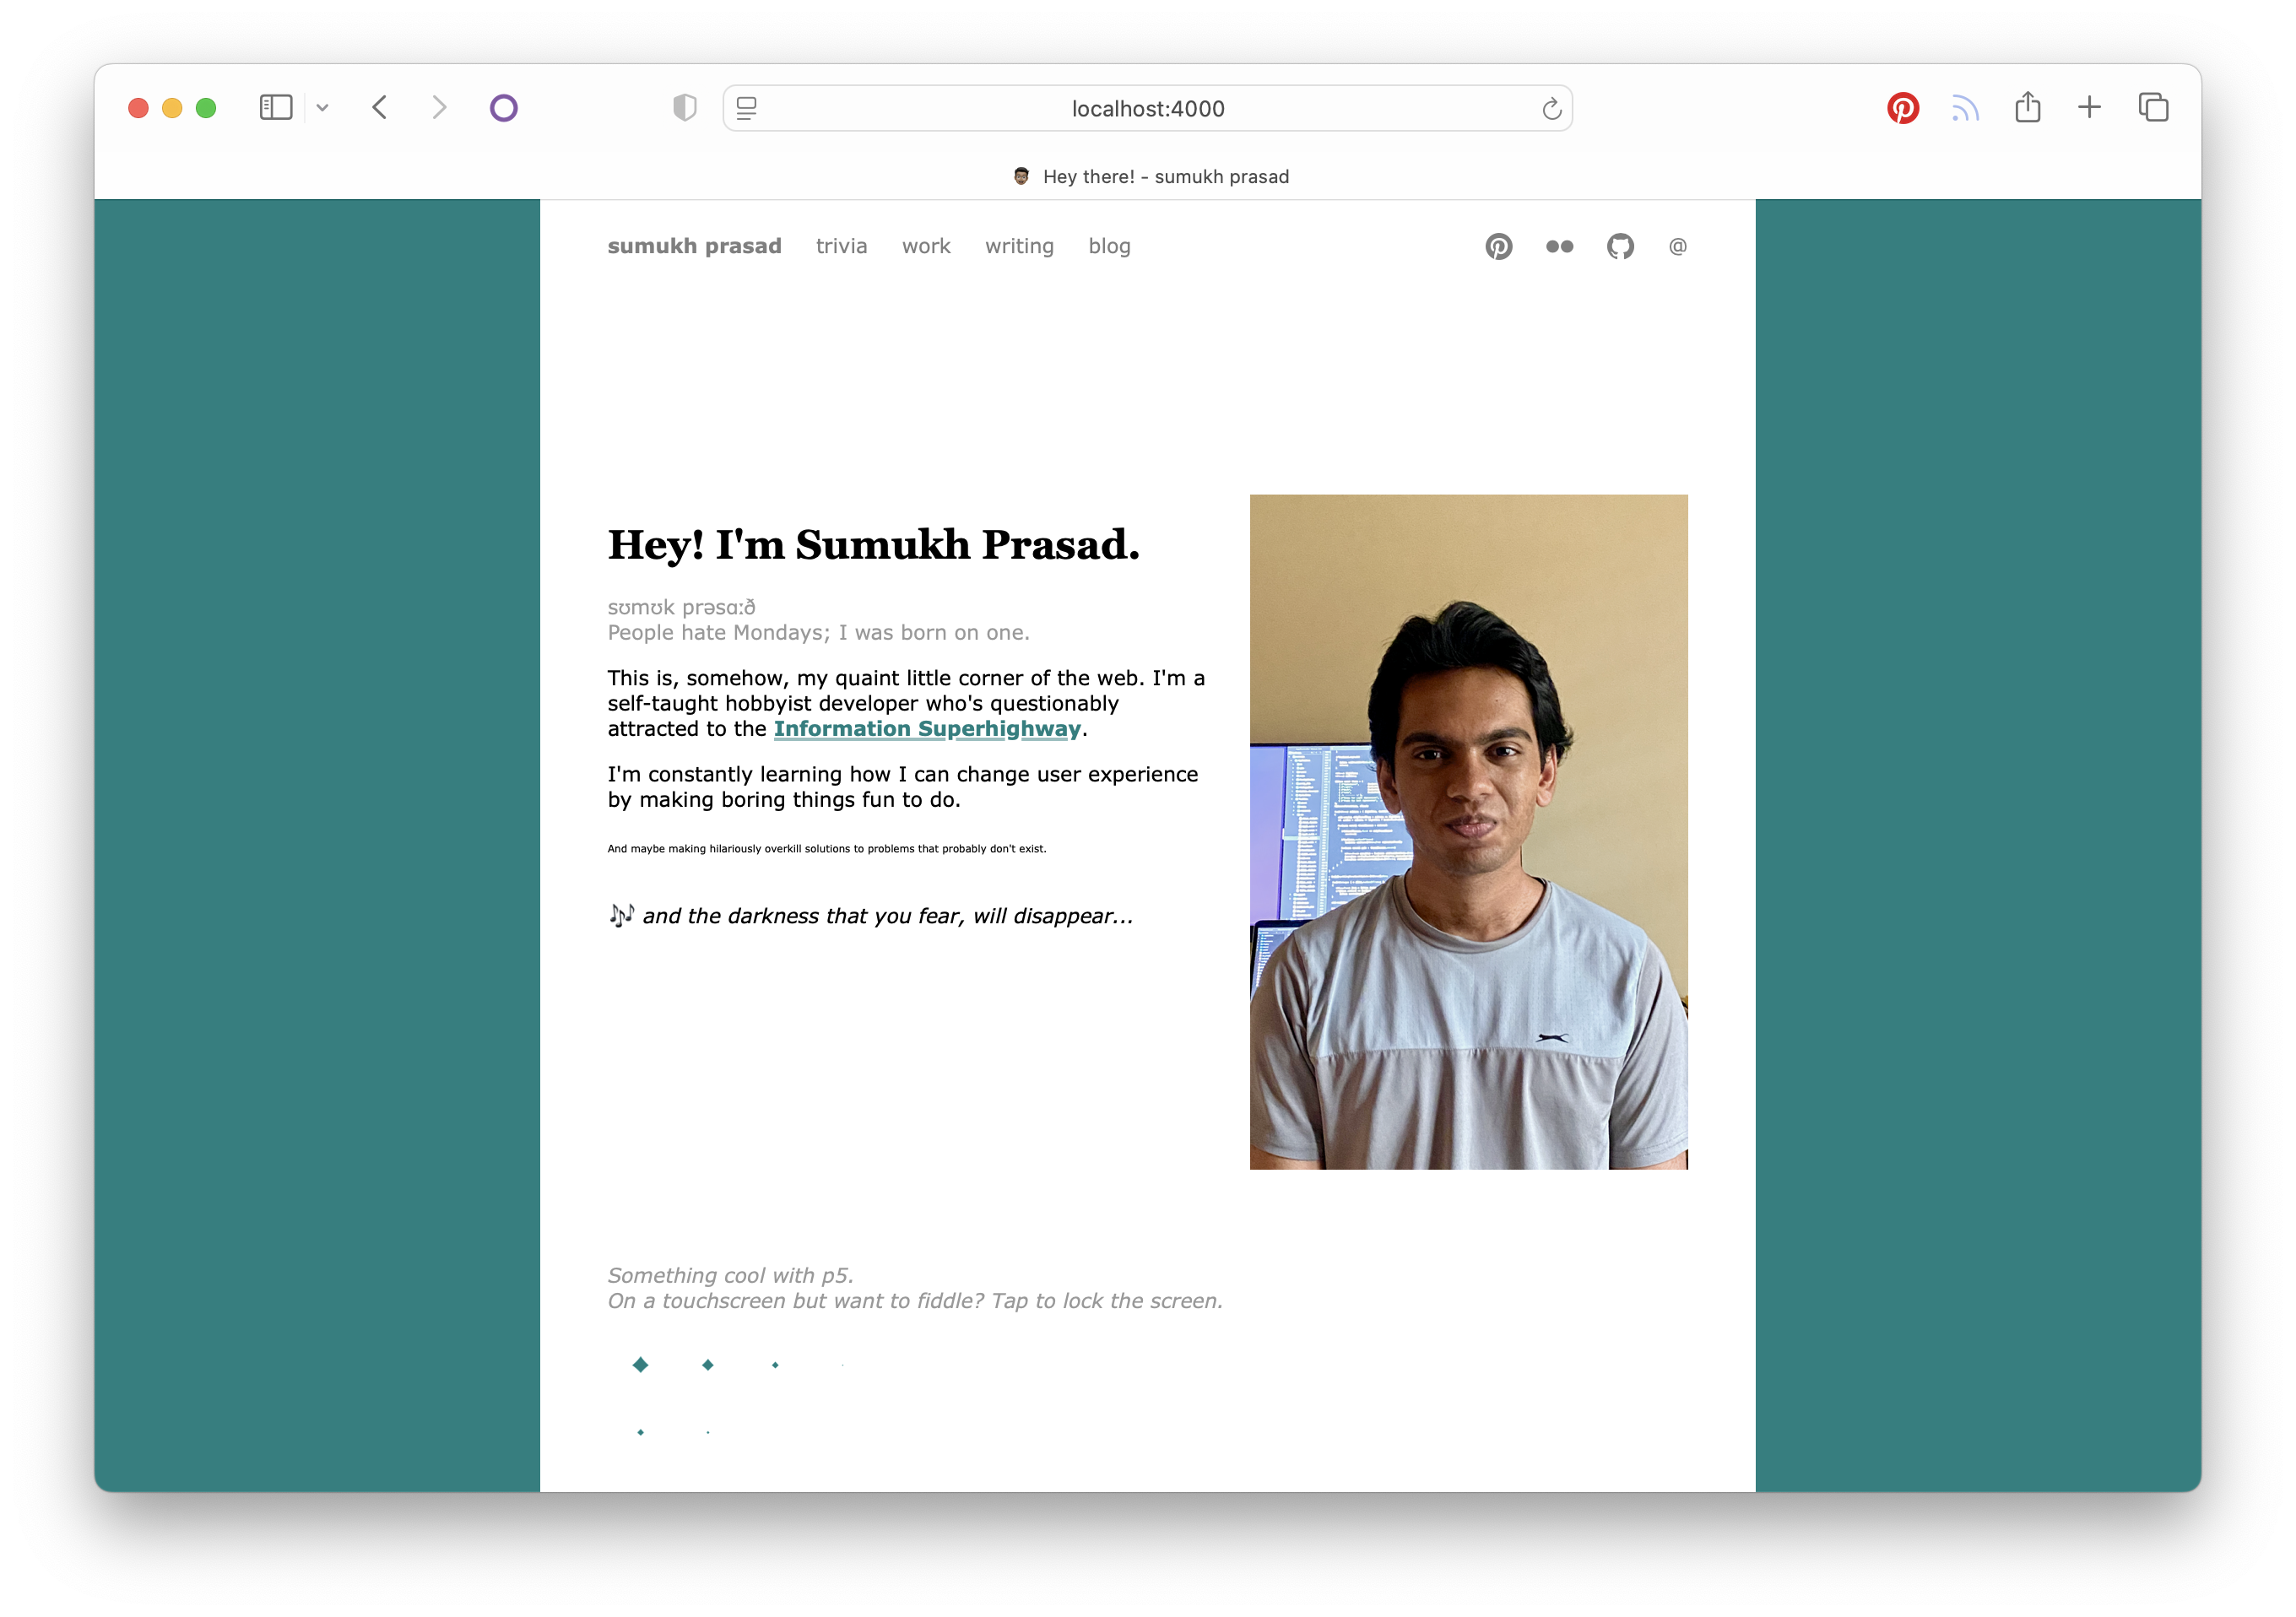 localhost:4000
Hey there! - sumukh prasad
sumukh prasad trivia work writing blog @
Hey! I'm Sumukh Prasad.
sʊmʊk prəsɑːð
People hate Mondays; I was born on one.
This is, somehow, my quaint little corner of the web. I'm a
self-taught hobbyist developer who's questionably
attracted to the Information Superhighway.
I'm constantly learning how I can change user experience
by making boring things fun to do.
And maybe making hilariously overkill solutions to problems that probably don't exist.
🎶 and the darkness that you fear, will disappear...
Something cool with p5.
On a touchscreen but want to fiddle? Tap to lock the screen.